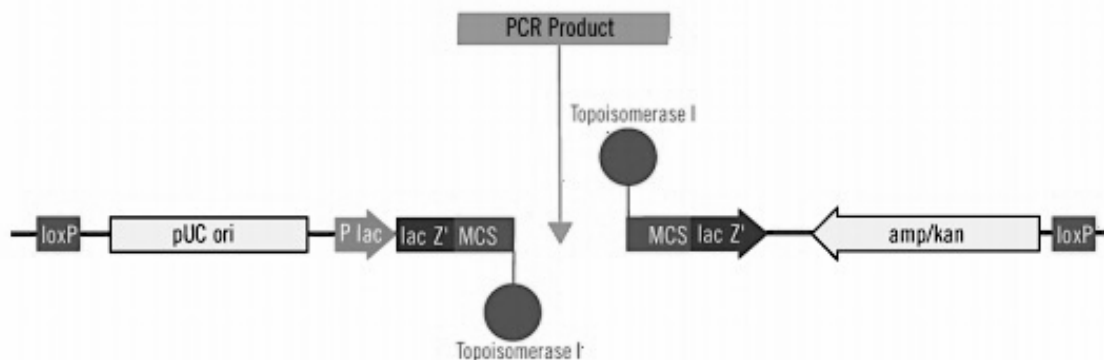 PCR Product
Topoisomerase I
loxP pUC ori P lac lac Z' MCS MCS lac Z' amp/kan loxP
Topoisomerase I